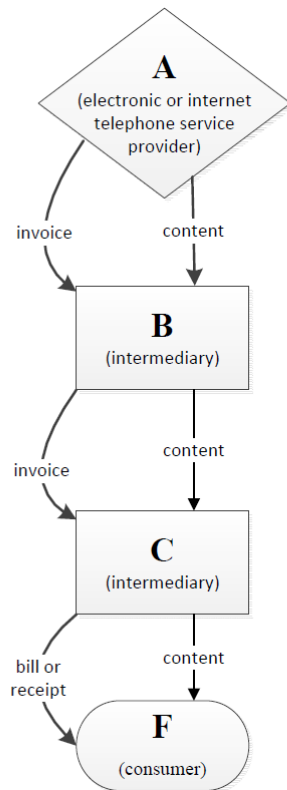 A
(electronic or internet
telephone service
provider)
invoice
content
B
(intermediary)
invoice
content
C
(intermediary)
bill or
receipt
content
F
(consumer)